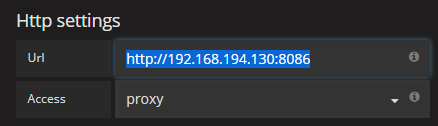 Http settings
Url http://192.168.194.130:8086
Access proxy